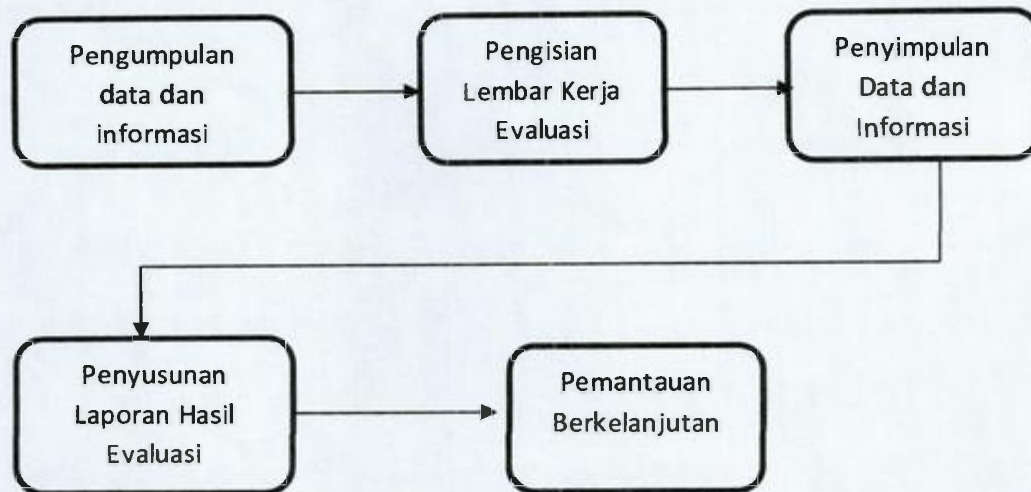 Pengumpulan
data dan
informasi
Pengisian
Lembar Kerja
Evaluasi
Penyimpulan
Data dan
Informasi
Penyusunan
Laporan Hasil
Evaluasi
Pemantauan
Berkelanjutan